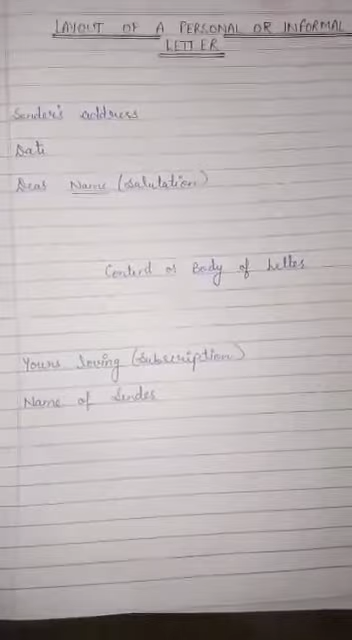 LAYOUT OF A PERSONAL OR INFORMAL
LETTER
Sender's address
Date
Dear Name (Salutation)
Content or Body of Letter
Yours loving (Subscription)
Name of Sender